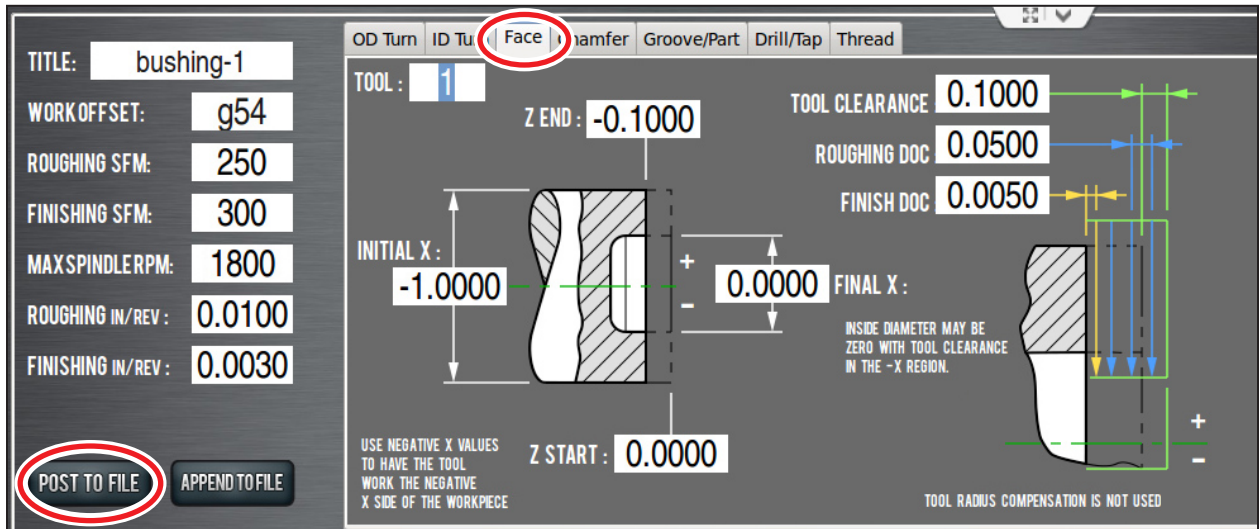 OD Turn ID Tu Face hamfer Groove/Part Drill/Tap Thread
TITLE: bushing-1
WORK OFFSET: g54
ROUGHING SFM: 250
FINISHING SFM: 300
MAX SPINDLE RPM: 1800
ROUGHING IN/REV : 0.0100
FINISHING IN/REV : 0.0030
POST TO FILE APPEND TO FILE
TOOL : 1
Z END : -0.1000
INITIAL X :
-1.0000
+
-
0.0000 FINAL X :
USE NEGATIVE X VALUES
TO HAVE THE TOOL
WORK THE NEGATIVE
X SIDE OF THE WORKPIECE
Z START : 0.0000
TOOL CLEARANCE : 0.1000
ROUGHING DOC : 0.0500
FINISH DOC : 0.0050
INSIDE DIAMETER MAY BE
ZERO WITH TOOL CLEARANCE
IN THE -X REGION.
+
-
TOOL RADIUS COMPENSATION IS NOT USED